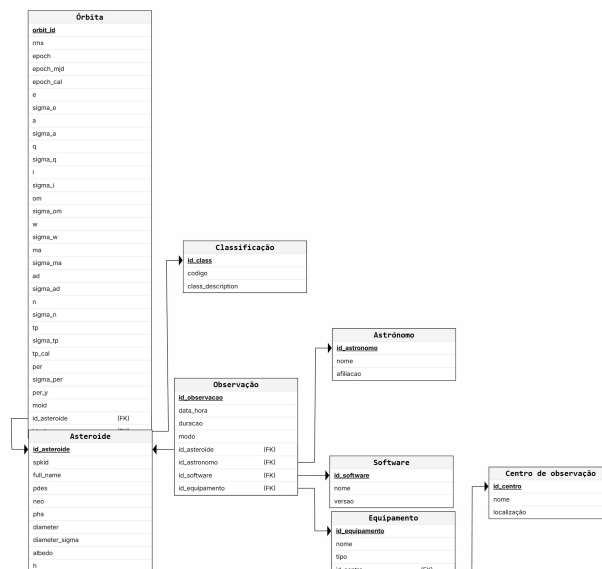 Órbita
orbit_id
rms
epoch
epoch_mjd
epoch_cal
e
sigma_e
a
sigma_a
q
sigma_q
i
sigma_i
om
sigma_om
w
sigma_w
ma
sigma_ma
ad
sigma_ad
n
sigma_n
tp
sigma_tp
tp_cal
per
sigma_per
per_y
moid
id_asteroide (FK)
Asteroide
id_asteroide
spkid
full_name
pdes
neo
pha
diameter
diameter_sigma
albedo
h
Classificação
id_class
codigo
class_description
Observação
id_observacao
data_hora
duracao
modo
id_asteroide (FK)
id_astronomo (FK)
id_software (FK)
id_equipamento (FK)
Astrónomo
id_astronomo
nome
afiliacao
Software
id_software
nome
versao
Equipamento
id_equipamento
nome
tipo
id_centro (FK)
Centro de observação
id_centro
nome
localização